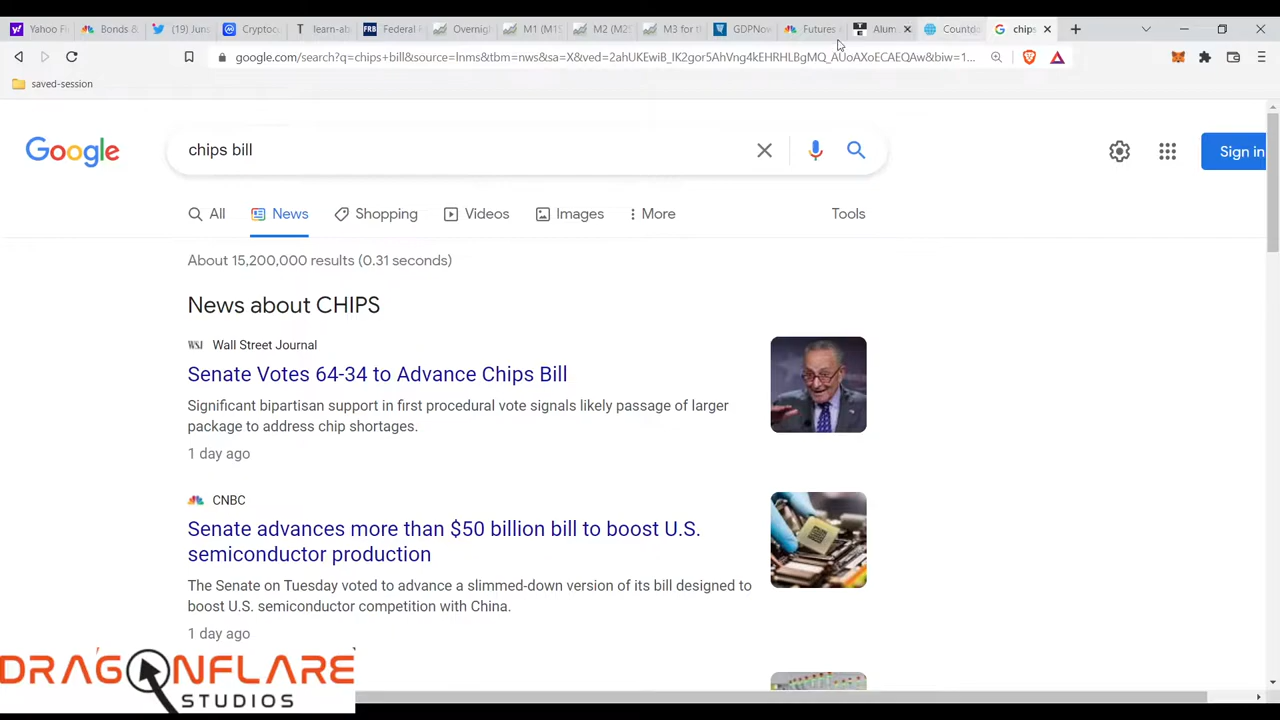 Yahoo F
Bonds &
(19) Jun
Cryptoc
learn-ab
FRB
Federal
Overnigh
M1 (M1S
M2 (M2S
M3 for t
GDPNow
Futures
Alum
Countdo
chips
google.com/search?q=chips+bill&source=lnms&tbm=nws&sa=X&ved=2ahUKEwiB_IK2gor5AhVng4kEHRHLBgMQ_AUoAXoECAEQAw&biw=1...
saved-session
Google
chips bill
Sign in
All
News
Shopping
Videos
Images
More
Tools
About 15,200,000 results (0.31 seconds)
News about CHIPS
WSJ Wall Street Journal
Senate Votes 64-34 to Advance Chips Bill
Significant bipartisan support in first procedural vote signals likely passage of larger
package to address chip shortages.
1 day ago
CNBC
Senate advances more than $50 billion bill to boost U.S.
semiconductor production
The Senate on Tuesday voted to advance a slimmed-down version of its bill designed to
boost U.S. semiconductor competition with China.
1 day ago
DRAGONFLARE
STUDIOS